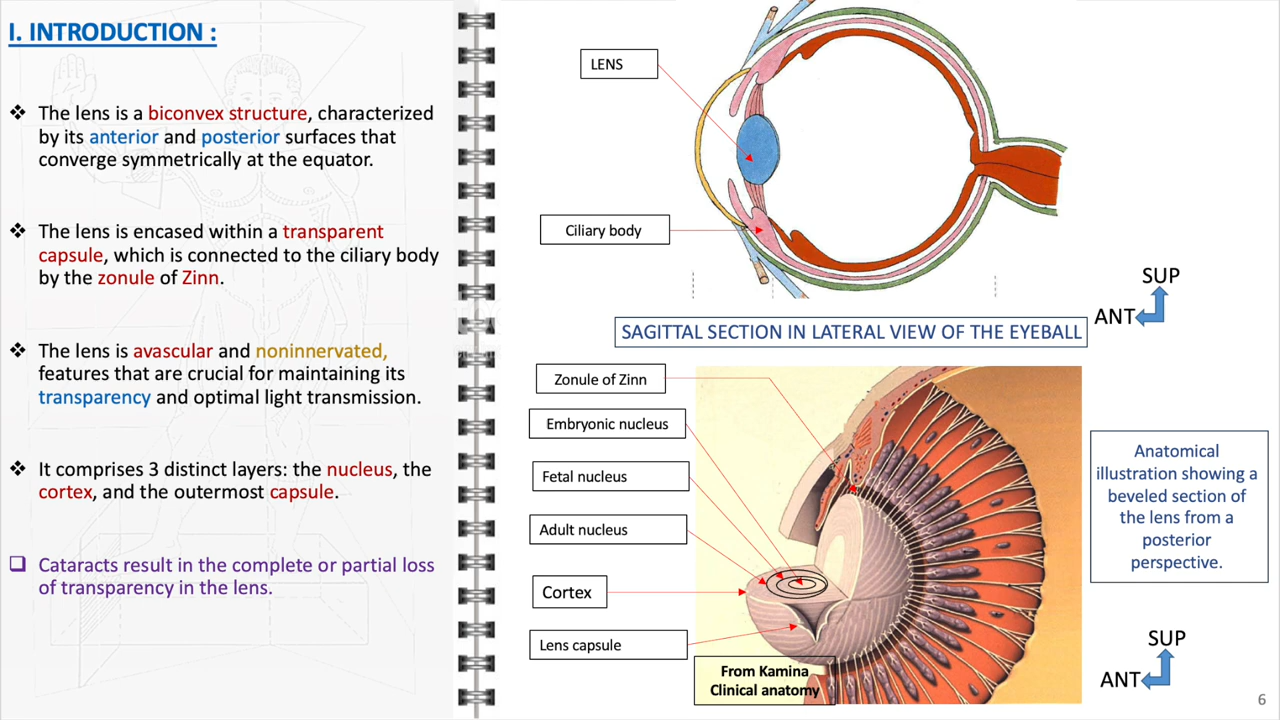 I. INTRODUCTION :
❖ The lens is a biconvex structure, characterized
by its anterior and posterior surfaces that
converge symmetrically at the equator.
❖ The lens is encased within a transparent
capsule, which is connected to the ciliary body
by the zonule of Zinn.
❖ The lens is avascular and noninnervated,
features that are crucial for maintaining its
transparency and optimal light transmission.
❖ It comprises 3 distinct layers: the nucleus, the
cortex, and the outermost capsule.
❑ Cataracts result in the complete or partial loss
of transparency in the lens.
LENS
Ciliary body
SUP
ANT
SAGITTAL SECTION IN LATERAL VIEW OF THE EYEBALL
Zonule of Zinn
Embryonic nucleus
Fetal nucleus
Adult nucleus
Cortex
Lens capsule
From Kamina
Clinical anatomy
Anatomical
illustration showing a
beveled section of
the lens from a
posterior
perspective.
SUP
ANT
6